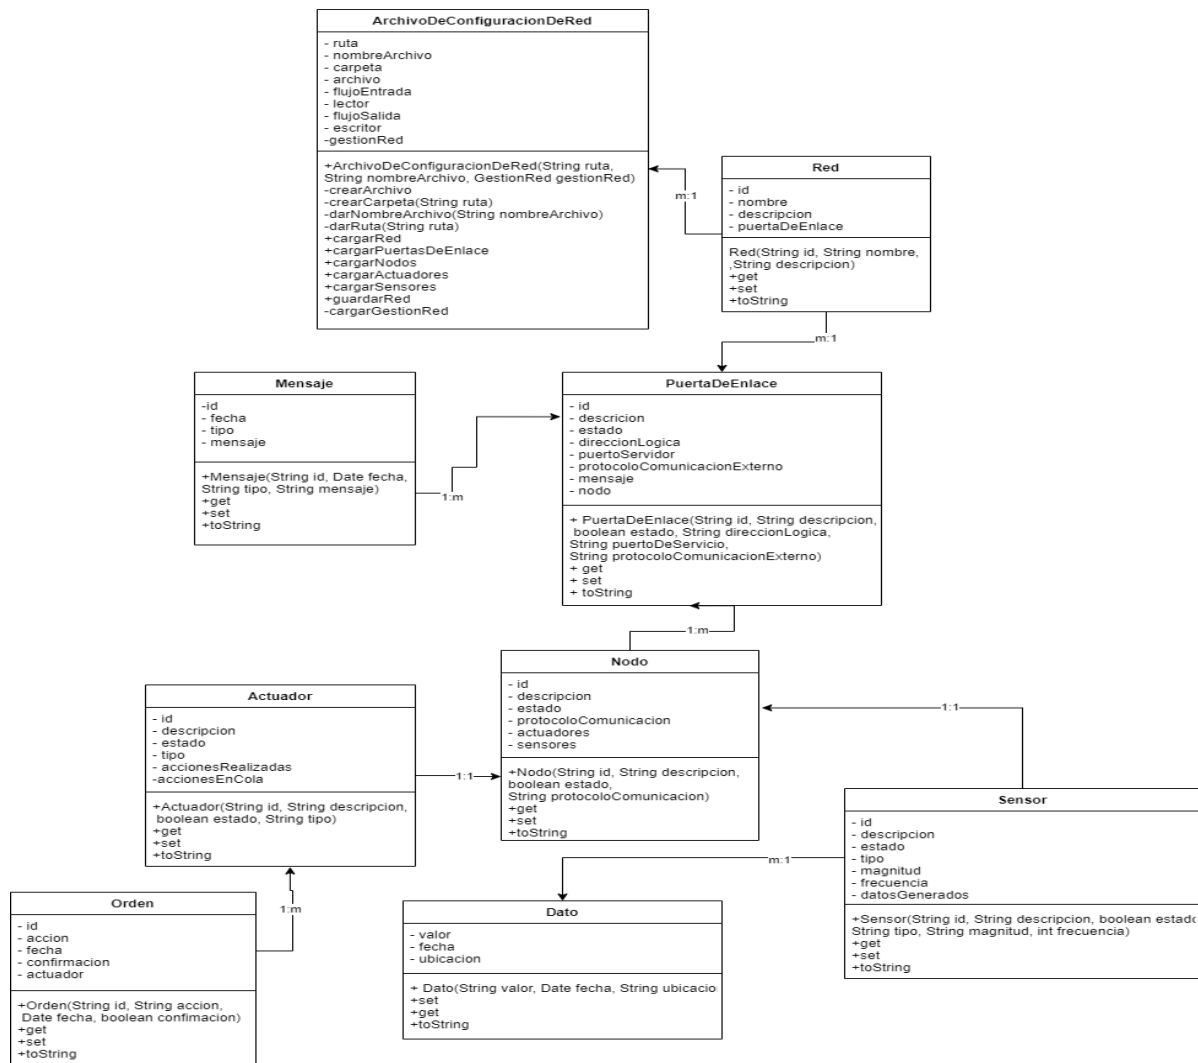 ArchivoDeConfiguracionDeRed
- ruta
- nombreArchivo
- carpeta
- archivo
- flujoEntrada
- lector
- flujoSalida
- escritor
-gestionRed
+ArchivoDeConfiguracionDeRed(String ruta,
String nombreArchivo, GestionRed gestionRed)
-crearArchivo
-crearCarpeta(String ruta)
-darNombreArchivo(String nombreArchivo)
-darRuta(String ruta)
+cargarRed
+cargarPuertasDeEnlace
+cargarNodos
+cargarActuadores
+cargarSensores
+guardarRed
-cargarGestionRed
m:1
Red
- id
- nombre
- descripcion
- puertaDeEnlace
Red(String id, String nombre,
,String descripcion)
+get
+set
+toString
m:1
Mensaje
-id
- fecha
- tipo
- mensaje
+Mensaje(String id, Date fecha,
String tipo, String mensaje)
+get
+set
+toString
1:m
PuertaDeEnlace
- id
- descricion
- estado
- direccionLogica
- puertoServidor
- protocoloComunicacionExterno
- mensaje
- nodo
+ PuertaDeEnlace(String id, String descripcion,
boolean estado, String direccionLogica,
String puertoDeServicio,
String protocoloComunicacionExterno)
+ get
+ set
+ toString
1:m
Nodo
- id
- descripcion
- estado
- protocoloComunicacion
- actuadores
- sensores
+Nodo(String id, String descripcion,
boolean estado,
String protocoloComunicacion)
+get
+set
+toString
Actuador
- id
- descripcion
- estado
- tipo
- accionesRealizadas
-accionesEnCola
+Actuador(String id, String descripcion,
boolean estado, String tipo)
+get
+set
+toString
1:1
1:1
Sensor
- id
- descripcion
- estado
- tipo
- magnitud
- frecuencia
- datosGenerados
+Sensor(String id, String descripcion, boolean estado
String tipo, String magnitud, int frecuencia)
+get
+set
+toString
m:1
Orden
- id
- accion
- fecha
- confirmacion
- actuador
+Orden(String id, String accion,
Date fecha, boolean confimacion)
+get
+set
+toString
1:m
Dato
- valor
- fecha
- ubicacion
+ Dato(String valor, Date fecha, String ubicacio
+set
+get
+toString